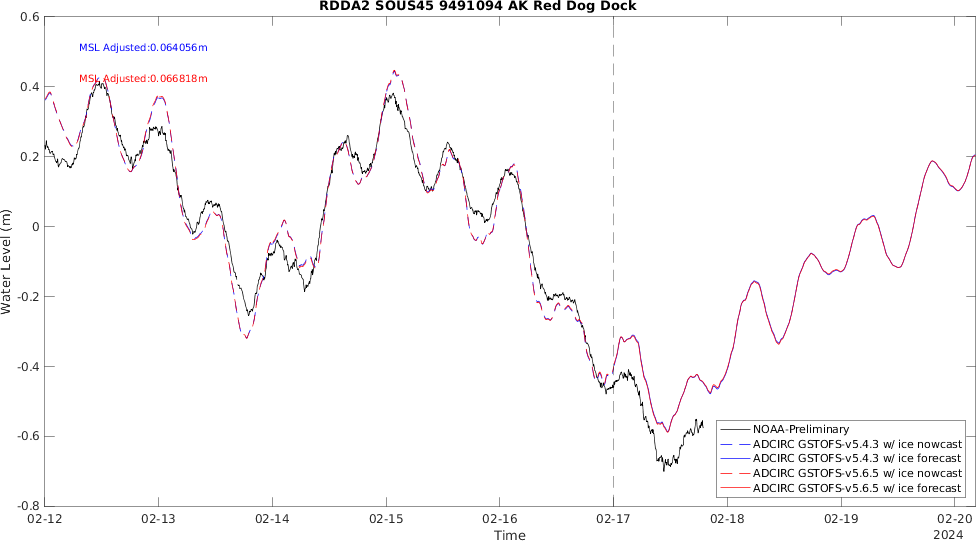 RDDA2 SOUS45 9491094 AK Red Dog Dock
MSL Adjusted:0.064056m
MSL Adjusted:0.066818m
Water Level (m)
0.6
0.4
0.2
0
-0.2
-0.4
-0.6
-0.8
NOAA-Preliminary
ADCIRC GSTOFS-v5.4.3 w/ ice nowcast
ADCIRC GSTOFS-v5.4.3 w/ ice forecast
ADCIRC GSTOFS-v5.6.5 w/ ice nowcast
ADCIRC GSTOFS-v5.6.5 w/ ice forecast
02-12 02-13 02-14 02-15 02-16 02-17 02-18 02-19 02-20
Time
2024